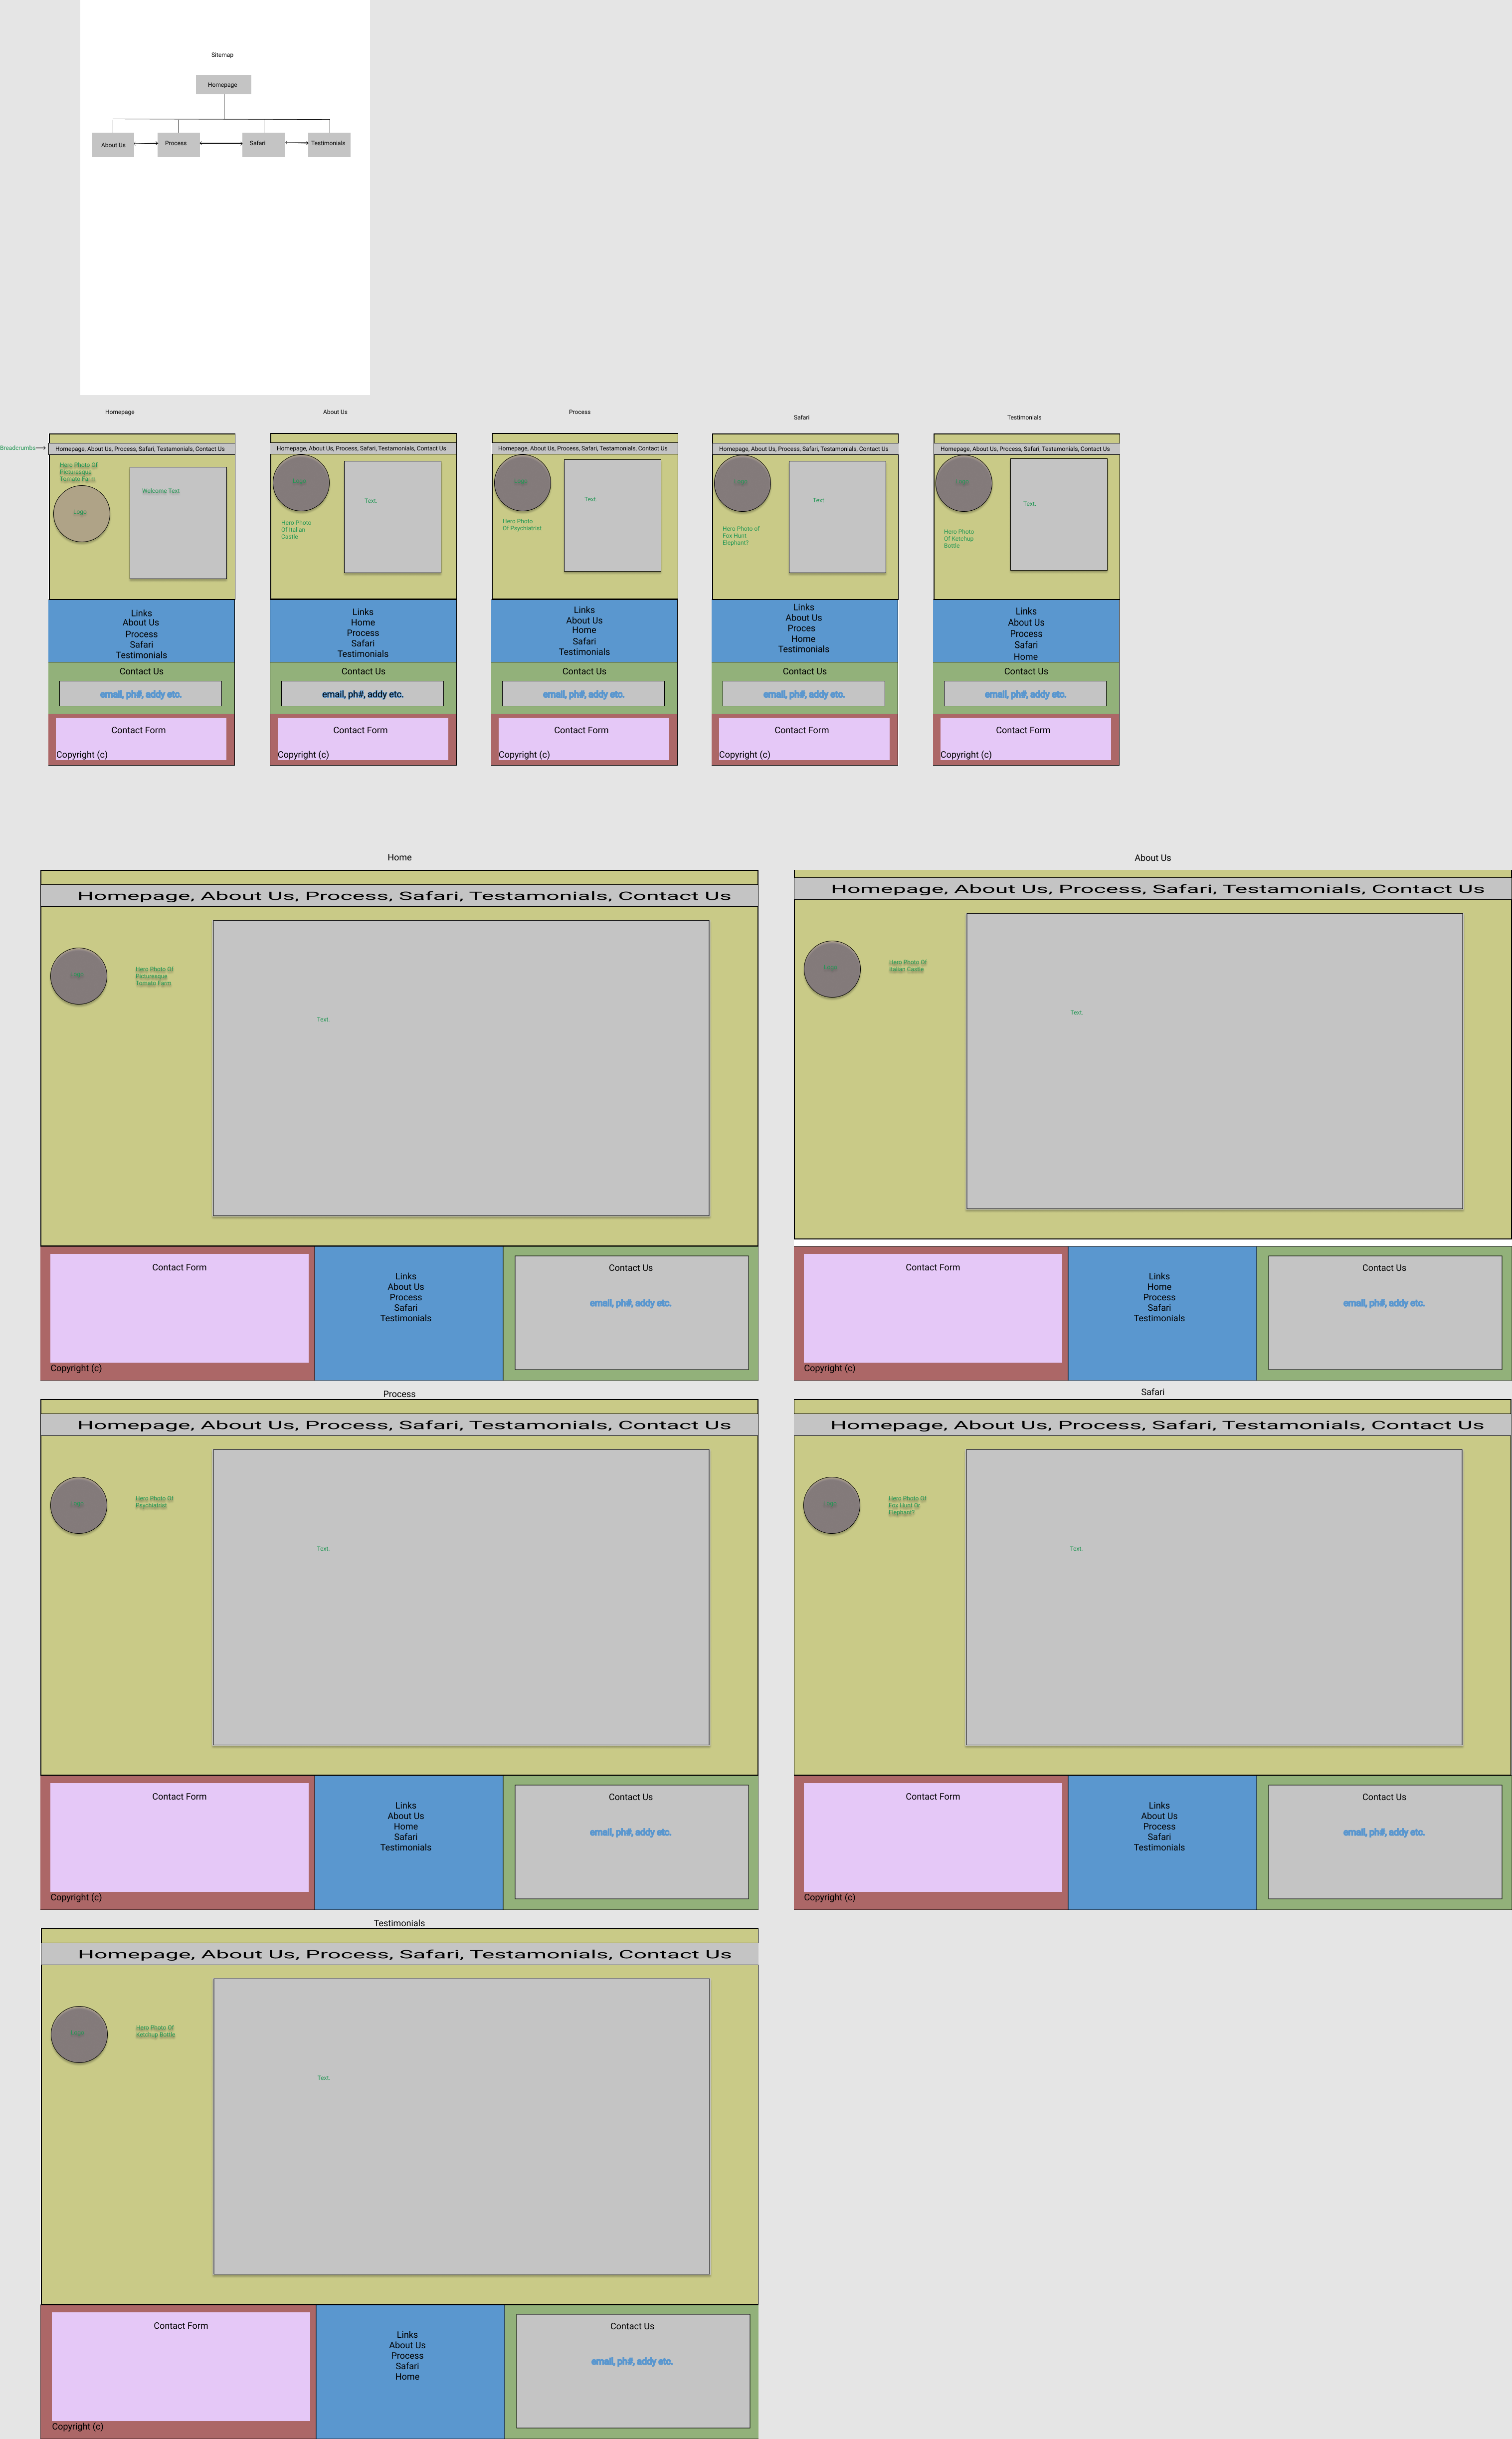 Sitemap
Homepage
About Us
Process
Safari
Testimonials
Homepage
About Us
Process
Safari
Testimonials
Breadcrumbs
Homepage, About Us, Process, Safari, Testamonials, Contact Us
Hero Photo Of
Picturesque
Tomato Farm
Logo
Welcome Text
Links
About Us
Process
Safari
Testimonials
Contact Us
email, ph#, addy etc.
Contact Form
Copyright (c)
Homepage, About Us, Process, Safari, Testamonials, Contact Us
Logo
Text.
Hero Photo
Of Italian
Castle
Links
Home
Process
Safari
Testimonials
Contact Us
email, ph#, addy etc.
Contact Form
Copyright (c)
Homepage, About Us, Process, Safari, Testamonials, Contact Us
Logo
Text.
Hero Photo
Of Psychiatrist
Links
About Us
Home
Safari
Testimonials
Contact Us
email, ph#, addy etc.
Contact Form
Copyright (c)
Homepage, About Us, Process, Safari, Testamonials, Contact Us
Logo
Text.
Hero Photo of
Fox Hunt
Elephant?
Links
About Us
Proces
Home
Testimonials
Contact Us
email, ph#, addy etc.
Contact Form
Copyright (c)
Homepage, About Us, Process, Safari, Testamonials, Contact Us
Logo
Text.
Hero Photo
Of Ketchup
Bottle
Links
About Us
Process
Safari
Home
Contact Us
email, ph#, addy etc.
Contact Form
Copyright (c)
Home
Homepage, About Us, Process, Safari, Testamonials, Contact Us
Logo
Hero Photo Of
Picturesque
Tomato Farm
Text.
Contact Form
Copyright (c)
Links
About Us
Process
Safari
Testimonials
Contact Us
email, ph#, addy etc.
About Us
Homepage, About Us, Process, Safari, Testamonials, Contact Us
Logo
Hero Photo Of
Italian Castle
Text.
Contact Form
Copyright (c)
Links
Home
Process
Safari
Testimonials
Contact Us
email, ph#, addy etc.
Process
Homepage, About Us, Process, Safari, Testamonials, Contact Us
Logo
Hero Photo Of
Psychiatrist
Text.
Contact Form
Copyright (c)
Links
About Us
Home
Safari
Testimonials
Contact Us
email, ph#, addy etc.
Safari
Homepage, About Us, Process, Safari, Testamonials, Contact Us
Logo
Hero Photo Of
Fox Hunt Or
Elephant?
Text.
Contact Form
Copyright (c)
Links
About Us
Process
Safari
Testimonials
Contact Us
email, ph#, addy etc.
Testimonials
Homepage, About Us, Process, Safari, Testamonials, Contact Us
Logo
Hero Photo Of
Ketchup Bottle
Text.
Contact Form
Copyright (c)
Links
About Us
Process
Safari
Home
Contact Us
email, ph#, addy etc.